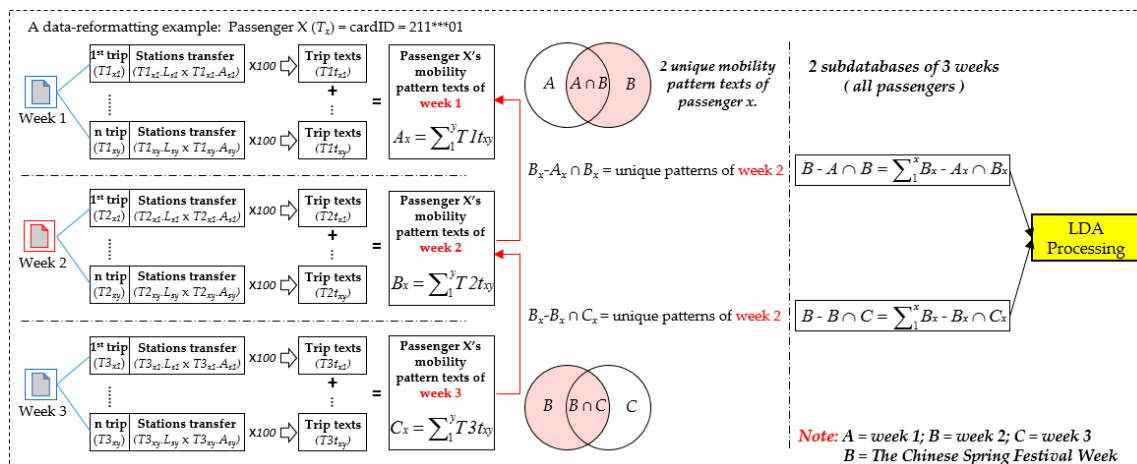 A data-reformatting example: Passenger X (Tx) = cardID = 211***01
1st trip
(T1x1)
Stations transfer
(T1x1.Ls1 x T1x1.As1)
x100
Trip texts
(T1tx1)
+
Week 1
n trip
(T1xy)
Stations transfer
(T1xy.Lsy x T1xy.Asy)
x100
Trip texts
(T1txy)
=
Passenger X's
mobility
pattern texts of
week 1
Ax = ∑₁ʸ T1txy
A
A ∩ B
B
2 unique mobility
pattern texts of
passenger x.
2 subdatabases of 3 weeks
( all passengers )
Bx-Ax ∩ Bx = unique patterns of week 2
B - A ∩ B = ∑₁ˣ Bx - Ax ∩ Bx
1st trip
(T2x1)
Stations transfer
(T2x1.Ls1 x T2x1.As1)
x100
Trip texts
(T2tx1)
+
Week 2
n trip
(T2xy)
Stations transfer
(T2xy.Lsy x T2xy.Asy)
x100
Trip texts
(T2txy)
=
Passenger X's
mobility
pattern texts of
week 2
Bx = ∑₁ʸ T2txy
LDA
Processing
Bx-Bx ∩ Cx = unique patterns of week 2
B - B ∩ C = ∑₁ˣ Bx - Bx ∩ Cx
1st trip
(T3x1)
Stations transfer
(T3x1.Ls1 x T3x1.As1)
x100
Trip texts
(T3tx1)
+
Week 3
n trip
(T3xy)
Stations transfer
(T3xy.Lsy x T3xy.Asy)
x100
Trip texts
(T3txy)
=
Passenger X's
mobility
pattern texts of
week 3
Cx = ∑₁ʸ T3txy
B
B ∩ C
C
Note: A = week 1; B = week 2; C = week 3
B = The Chinese Spring Festival Week